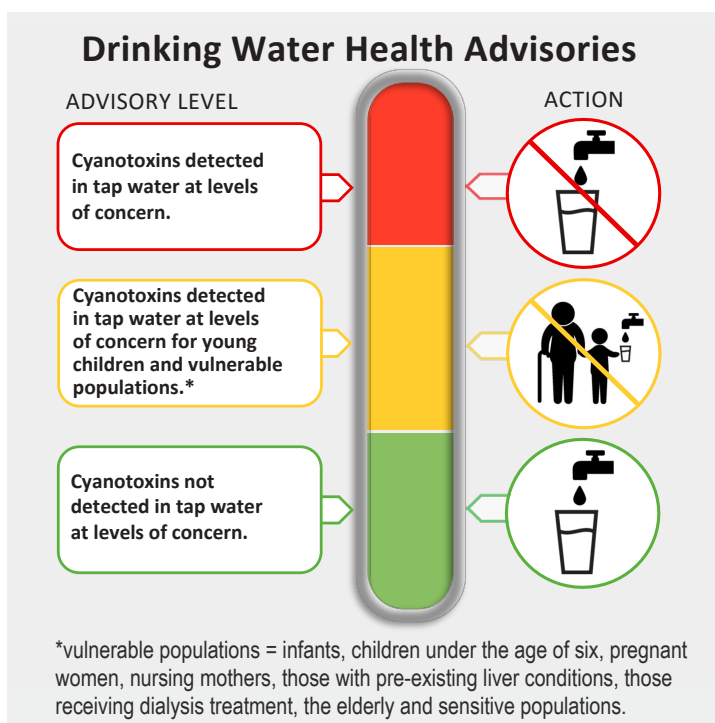 Drinking Water Health Advisories
ADVISORY LEVEL
ACTION
Cyanotoxins detected
in tap water at levels
of concern.
Cyanotoxins detected
in tap water at levels
of concern for young
children and vulnerable
populations.*
Cyanotoxins not
detected in tap water
at levels of concern.
*vulnerable populations = infants, children under the age of six, pregnant
women, nursing mothers, those with pre-existing liver conditions, those
receiving dialysis treatment, the elderly and sensitive populations.